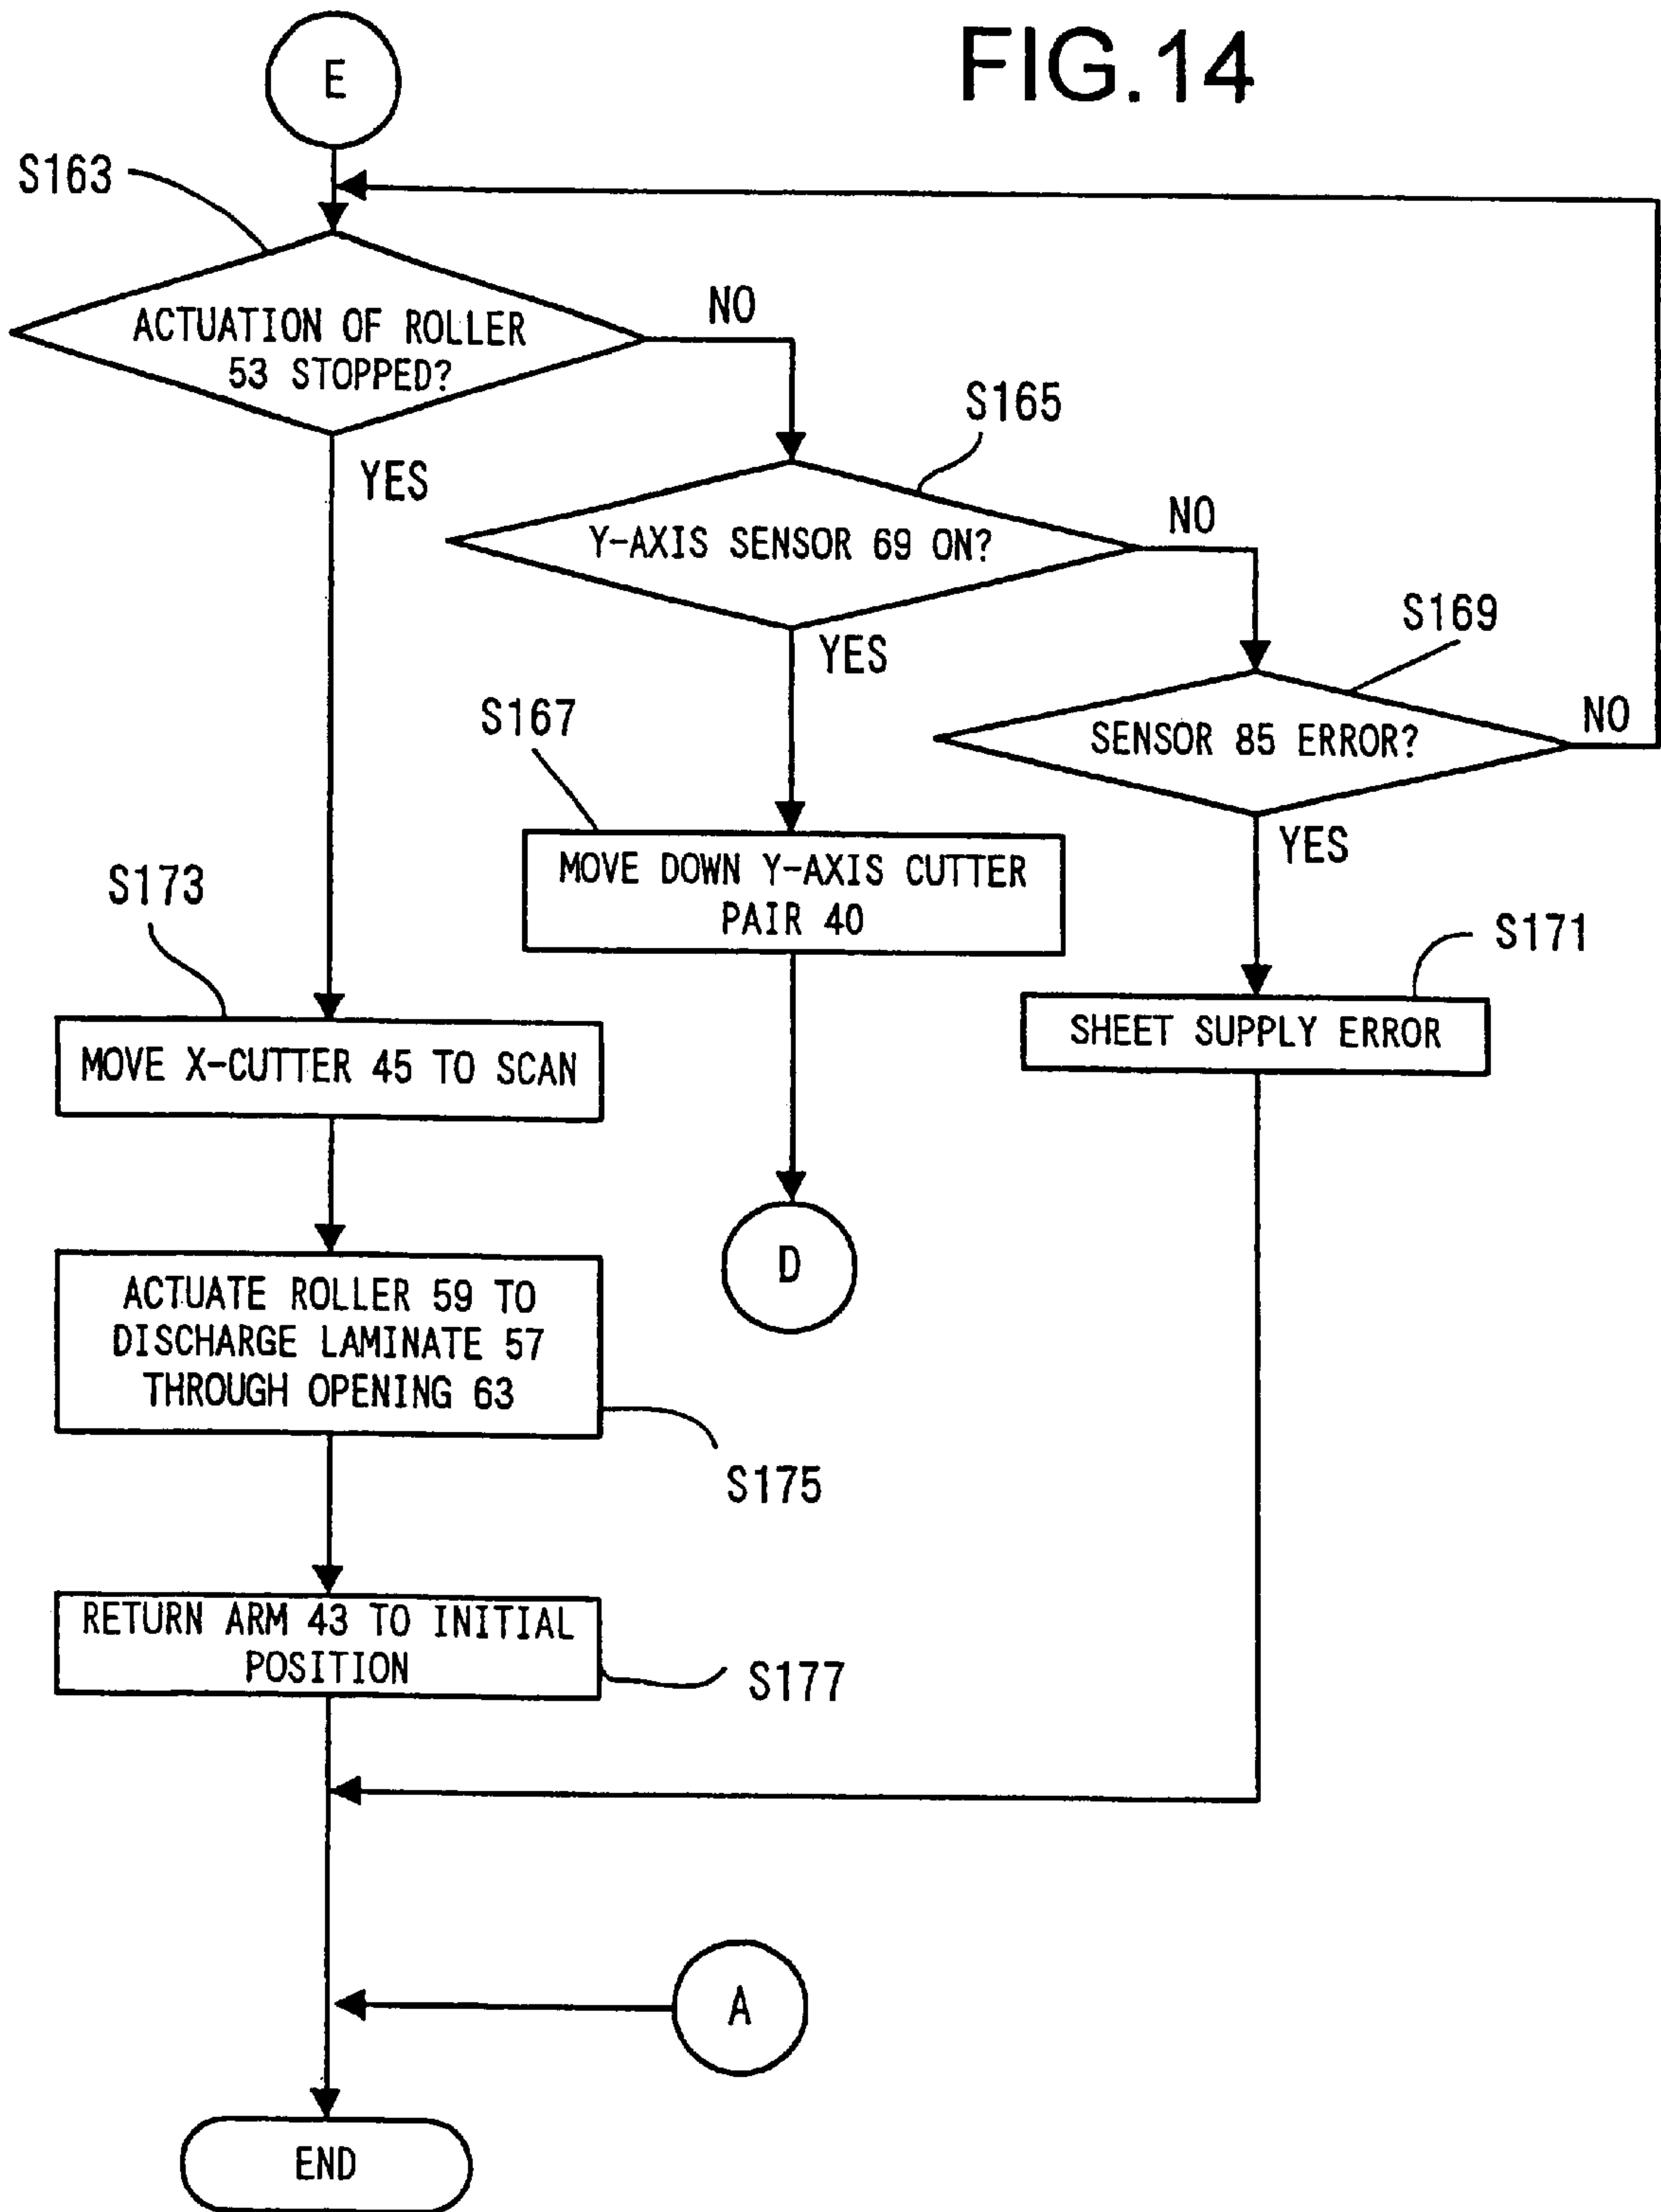 FIG.14
E
S163
ACTUATION OF ROLLER
53 STOPPED?
NO
YES
S165
Y-AXIS SENSOR 69 ON?
NO
YES
S169
SENSOR 85 ERROR?
NO
YES
S167
MOVE DOWN Y-AXIS CUTTER
PAIR 40
S171
SHEET SUPPLY ERROR
S173
MOVE X-CUTTER 45 TO SCAN
D
ACTUATE ROLLER 59 TO
DISCHARGE LAMINATE 57
THROUGH OPENING 63
S175
RETURN ARM 43 TO INITIAL
POSITION
S177
A
END